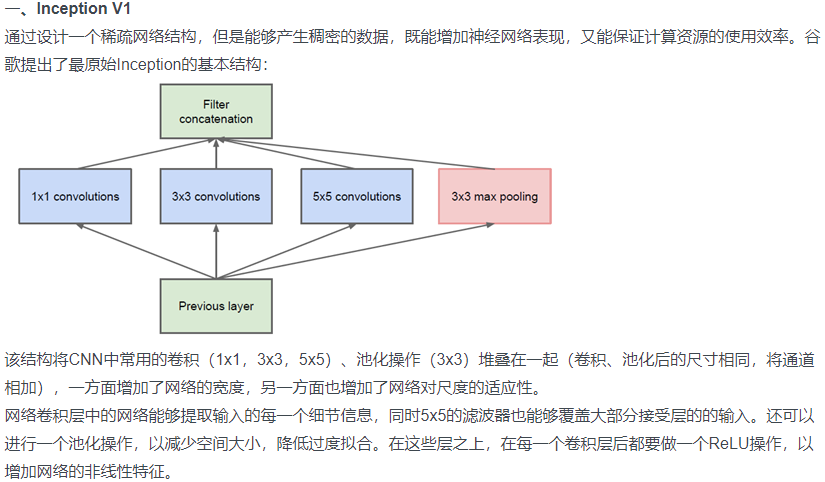 一、Inception V1
通过设计一个稀疏网络结构，但是能够产生稠密的数据，既能增加神经网络表现，又能保证计算资源的使用效率。谷
歌提出了最原始Inception的基本结构：
Filter
concatenation
1x1 convolutions
3x3 convolutions
5x5 convolutions
3x3 max pooling
Previous layer
该结构将CNN中常用的卷积（1x1，3x3，5x5）、池化操作（3x3）堆叠在一起（卷积、池化后的尺寸相同，将通道
相加），一方面增加了网络的宽度，另一方面也增加了网络对尺度的适应性。
网络卷积层中的网络能够提取输入的每一个细节信息，同时5x5的滤波器也能够覆盖大部分接受层的的输入。还可以
进行一个池化操作，以减少空间大小，降低过度拟合。在这些层之上，在每一个卷积层后都要做一个ReLU操作，以
增加网络的非线性特征。